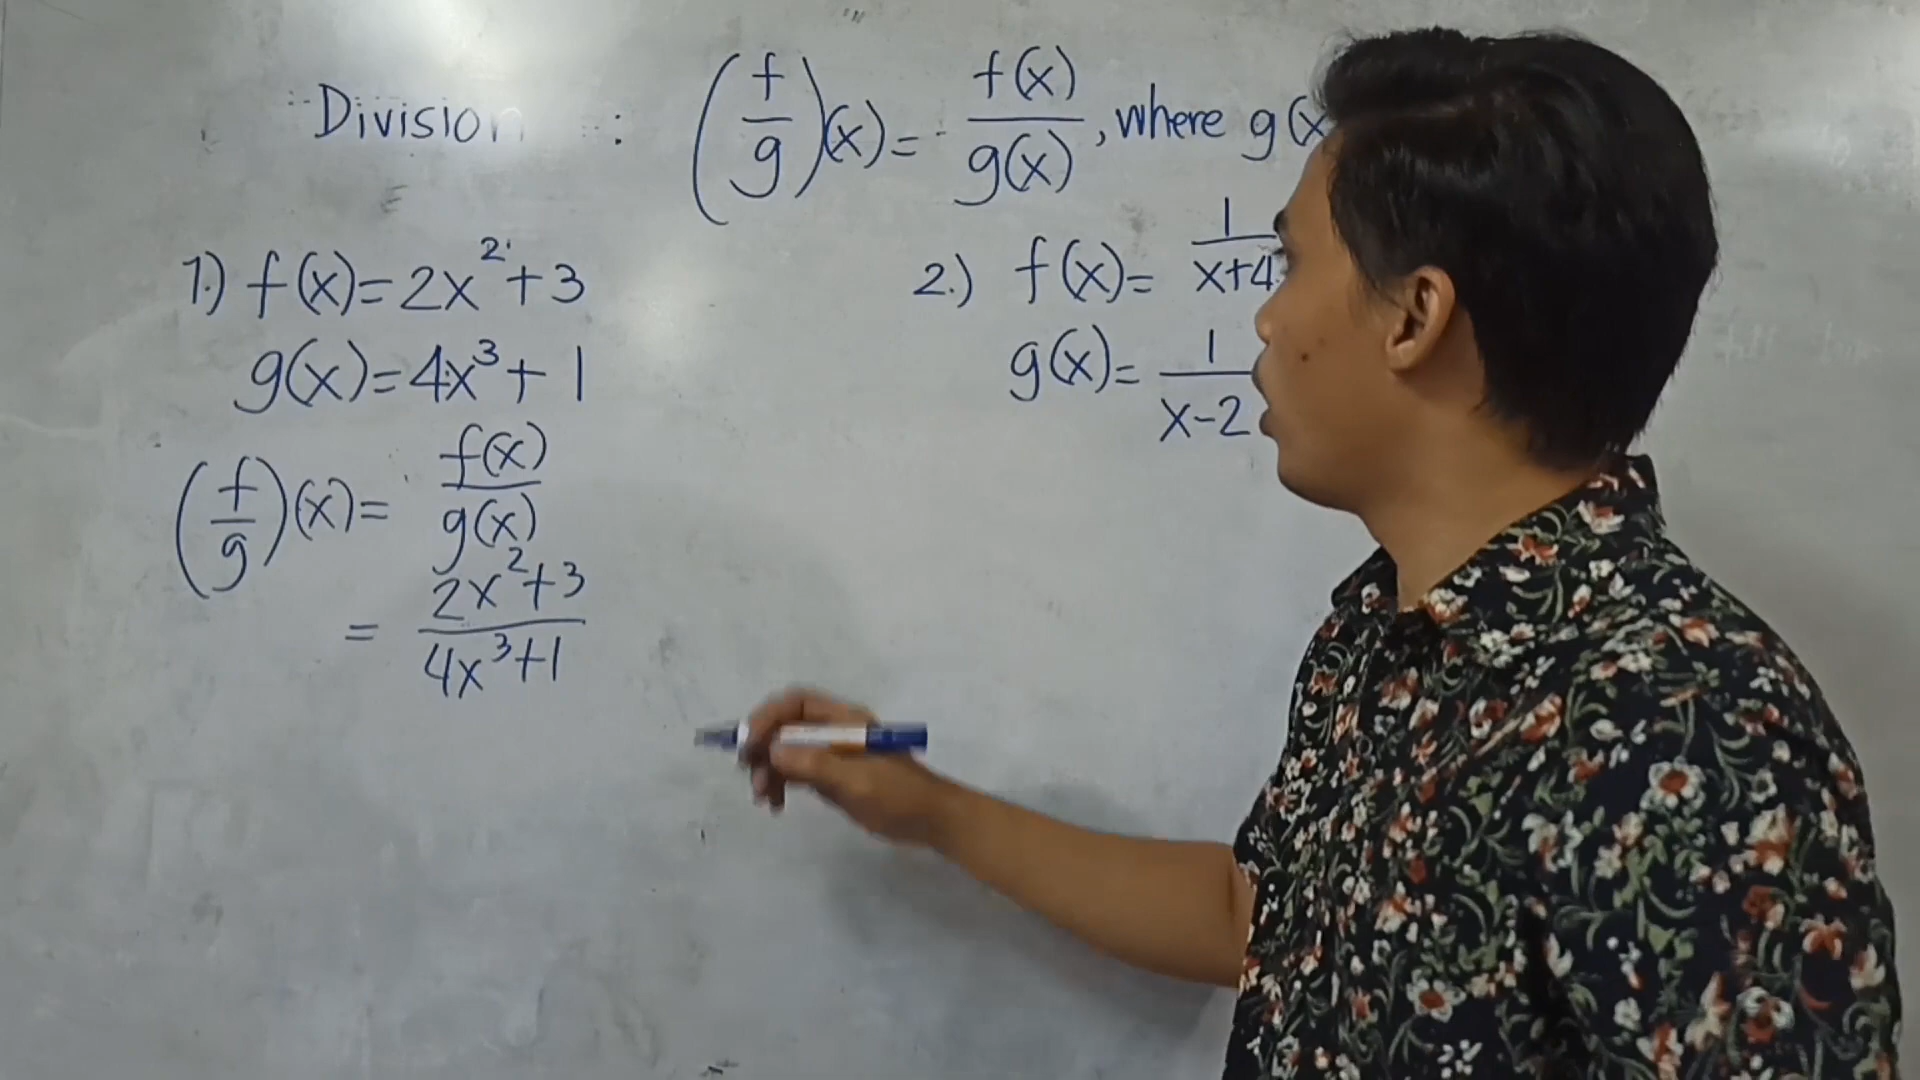 Division : (f/g)(x) = f(x)/g(x), where g(x
1.) f(x) = 2x²+3
g(x) = 4x³+1
(f/g)(x) = f(x)/g(x)
= 2x²+3/4x³+1
2.) f(x) = 1/x+4
g(x) = 1/x-2